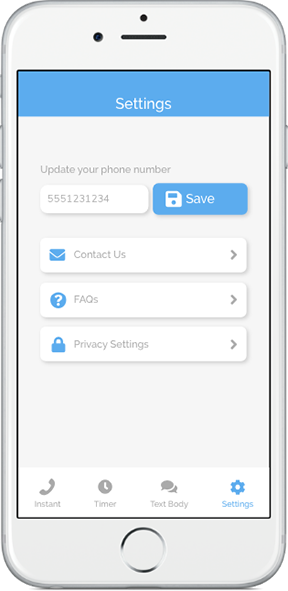 Settings
Update your phone number
5551231234
Save
Contact Us
FAQs
Privacy Settings
Instant
Timer
Text Body
Settings